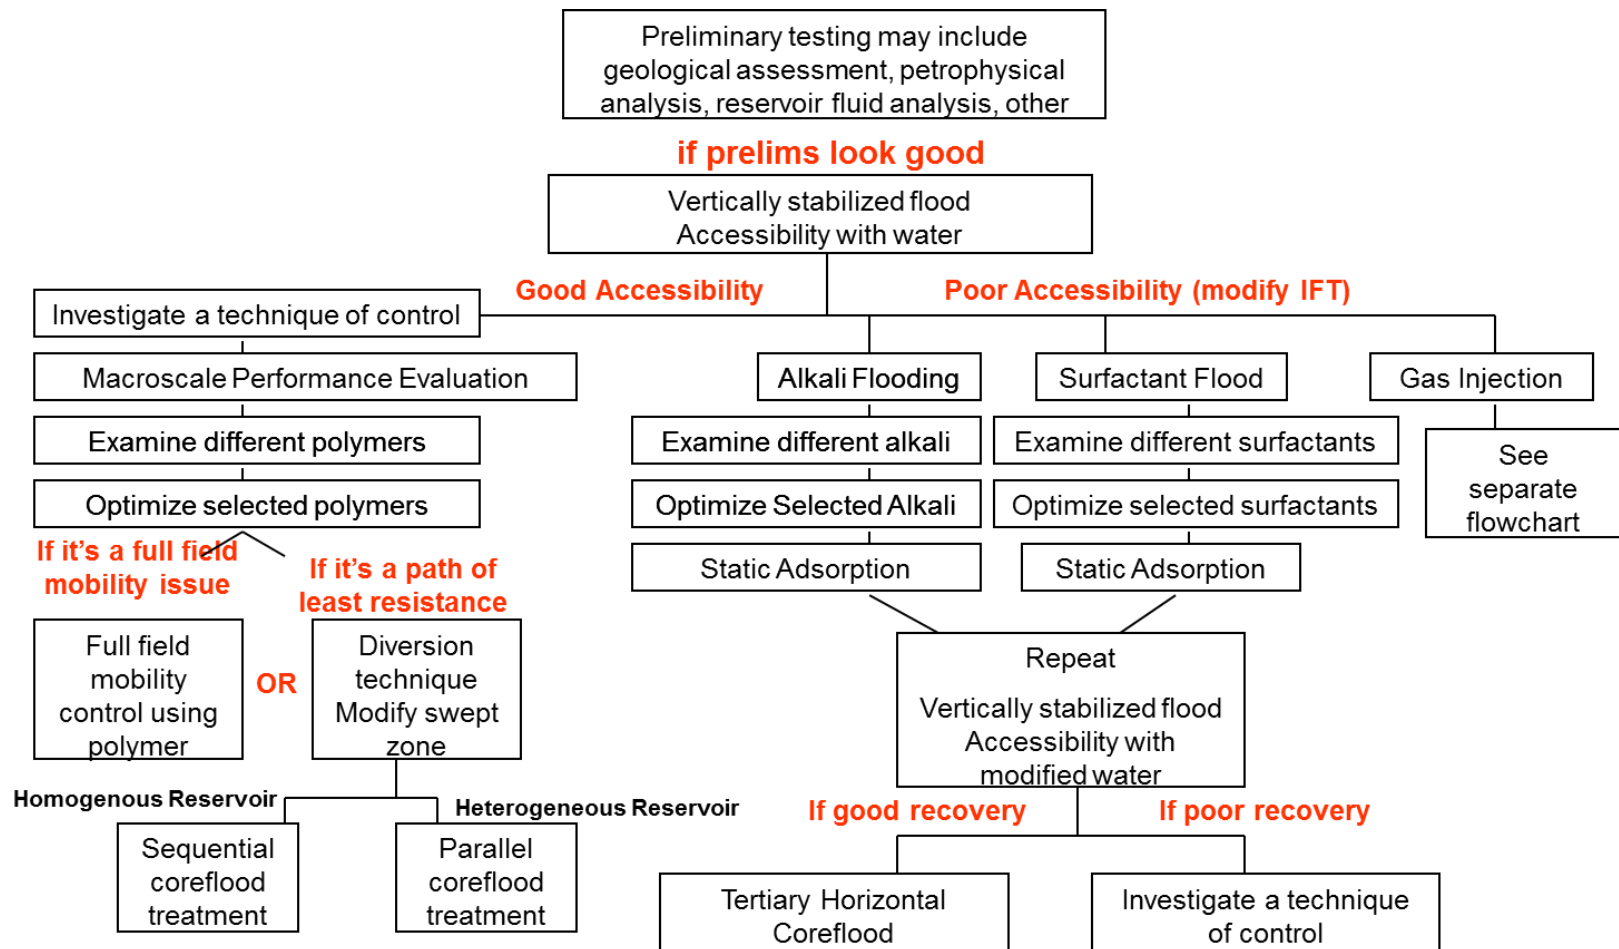 Preliminary testing may include
geological assessment, petrophysical
analysis, reservoir fluid analysis, other
if prelims look good
Vertically stabilized flood
Accessibility with water
Good Accessibility
Poor Accessibility (modify IFT)
Investigate a technique of control
Macroscale Performance Evaluation
Examine different polymers
Optimize selected polymers
If it's a full field
mobility issue
If it's a path of
least resistance
Full field
mobility
control using
polymer
OR
Diversion
technique
Modify swept
zone
Homogenous Reservoir
Heterogeneous Reservoir
Sequential
coreflood
treatment
Parallel
coreflood
treatment
Alkali Flooding
Examine different alkali
Optimize Selected Alkali
Static Adsorption
Surfactant Flood
Examine different surfactants
Optimize selected surfactants
Static Adsorption
Gas Injection
See
separate
flowchart
Repeat
Vertically stabilized flood
Accessibility with
modified water
If good recovery
If poor recovery
Tertiary Horizontal
Coreflood
Investigate a technique
of control